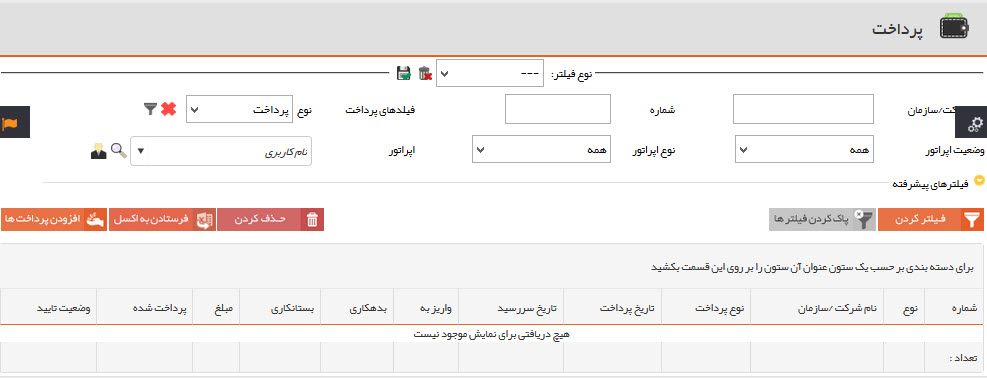 پرداخت
نوع فیلتر: ---
شرکت/سازمان شماره فیلدهای پرداخت نوع پرداخت
وضعیت اپراتور همه نوع اپراتور همه اپراتور نام کاربری
فیلترهای پیشرفته
فیلتر کردن پاک کردن فیلتر ها حذف کردن فرستادن به اکسل افزودن پرداخت ها
برای دسته بندی بر حسب یک ستون عنوان آن ستون را بر روی این قسمت بکشید
شماره نوع نام شرکت /سازمان نوع پرداخت تاریخ پرداخت تاریخ سررسید واریز به بدهکاری بستانکاری مبلغ پرداخت شده وضعیت تایید
هیچ دریافتی برای نمایش موجود نیست
تعداد :